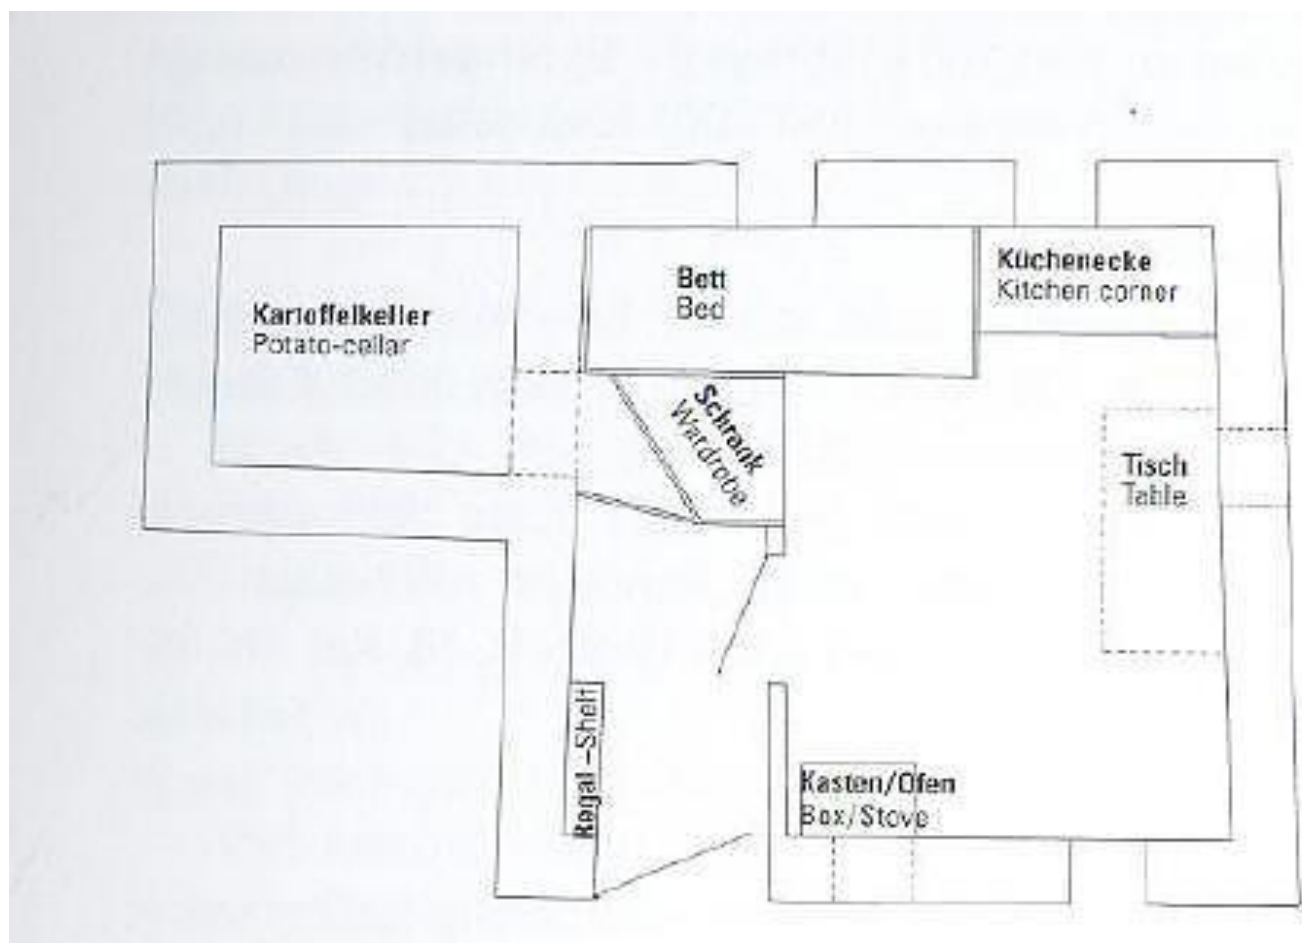 Bett
Bed
Küchenecke
Kitchen corner
Kartoffelkeller
Potato-cellar
Schrank
Wardrobe
Tisch
Table
Regal–Shelf
Kasten/Ofen
Box/Stove